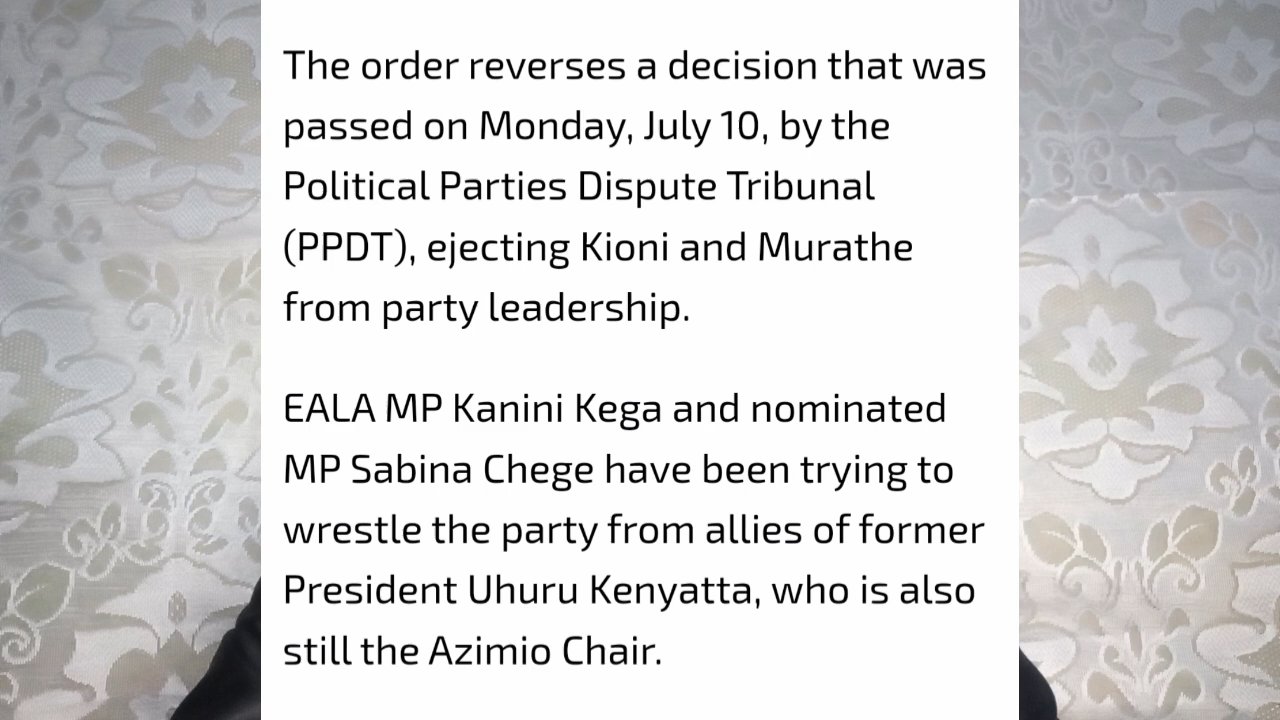 The order reverses a decision that was
passed on Monday, July 10, by the
Political Parties Dispute Tribunal
(PPDT), ejecting Kioni and Murathe
from party leadership.
EALA MP Kanini Kega and nominated
MP Sabina Chege have been trying to
wrestle the party from allies of former
President Uhuru Kenyatta, who is also
still the Azimio Chair.